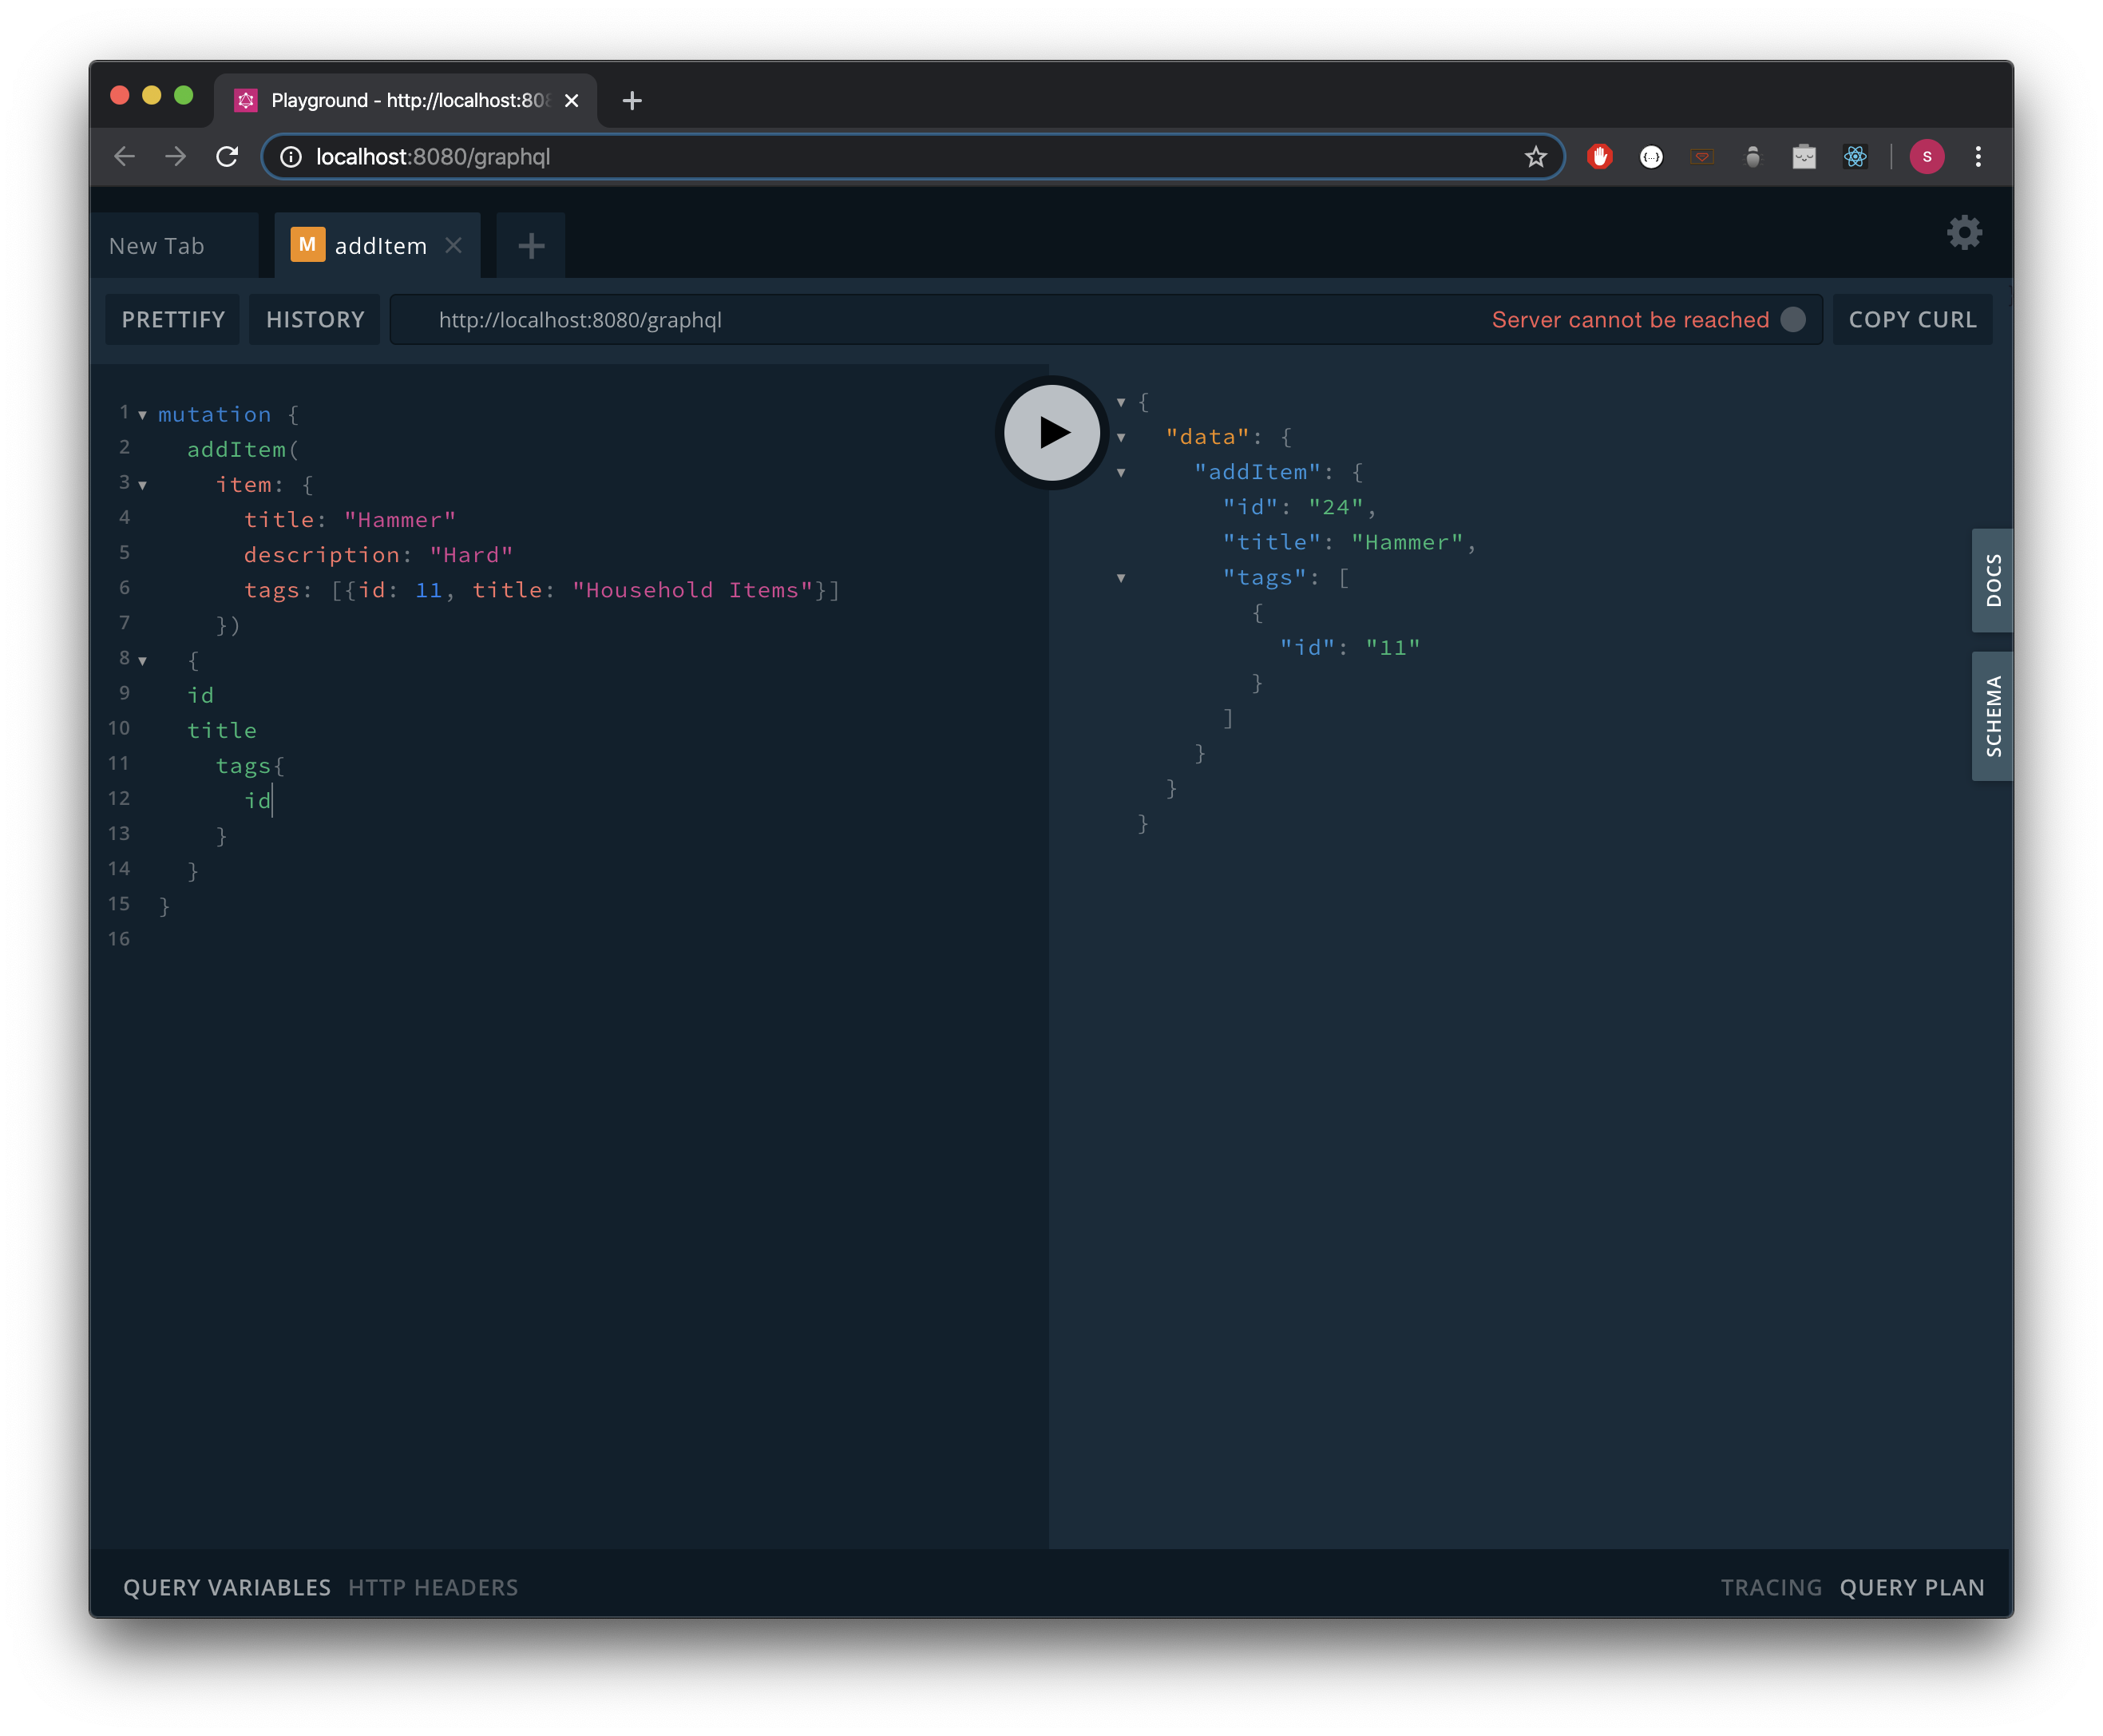 Playground - http://localhost:808
localhost:8080/graphql
S
New Tab
M addItem
PRETTIFY HISTORY http://localhost:8080/graphql Server cannot be reached COPY CURL
1 mutation {
2 addItem(
3 item: {
4 title: "Hammer"
5 description: "Hard"
6 tags: [{id: 11, title: "Household Items"}]
7 })
8 {
9 id
10 title
11 tags{
12 id
13 }
14 }
15 }
16
{
"data": {
"addItem": {
"id": "24",
"title": "Hammer",
"tags": [
{
"id": "11"
}
]
}
}
}
DOCS
SCHEMA
QUERY VARIABLES HTTP HEADERS
TRACING QUERY PLAN